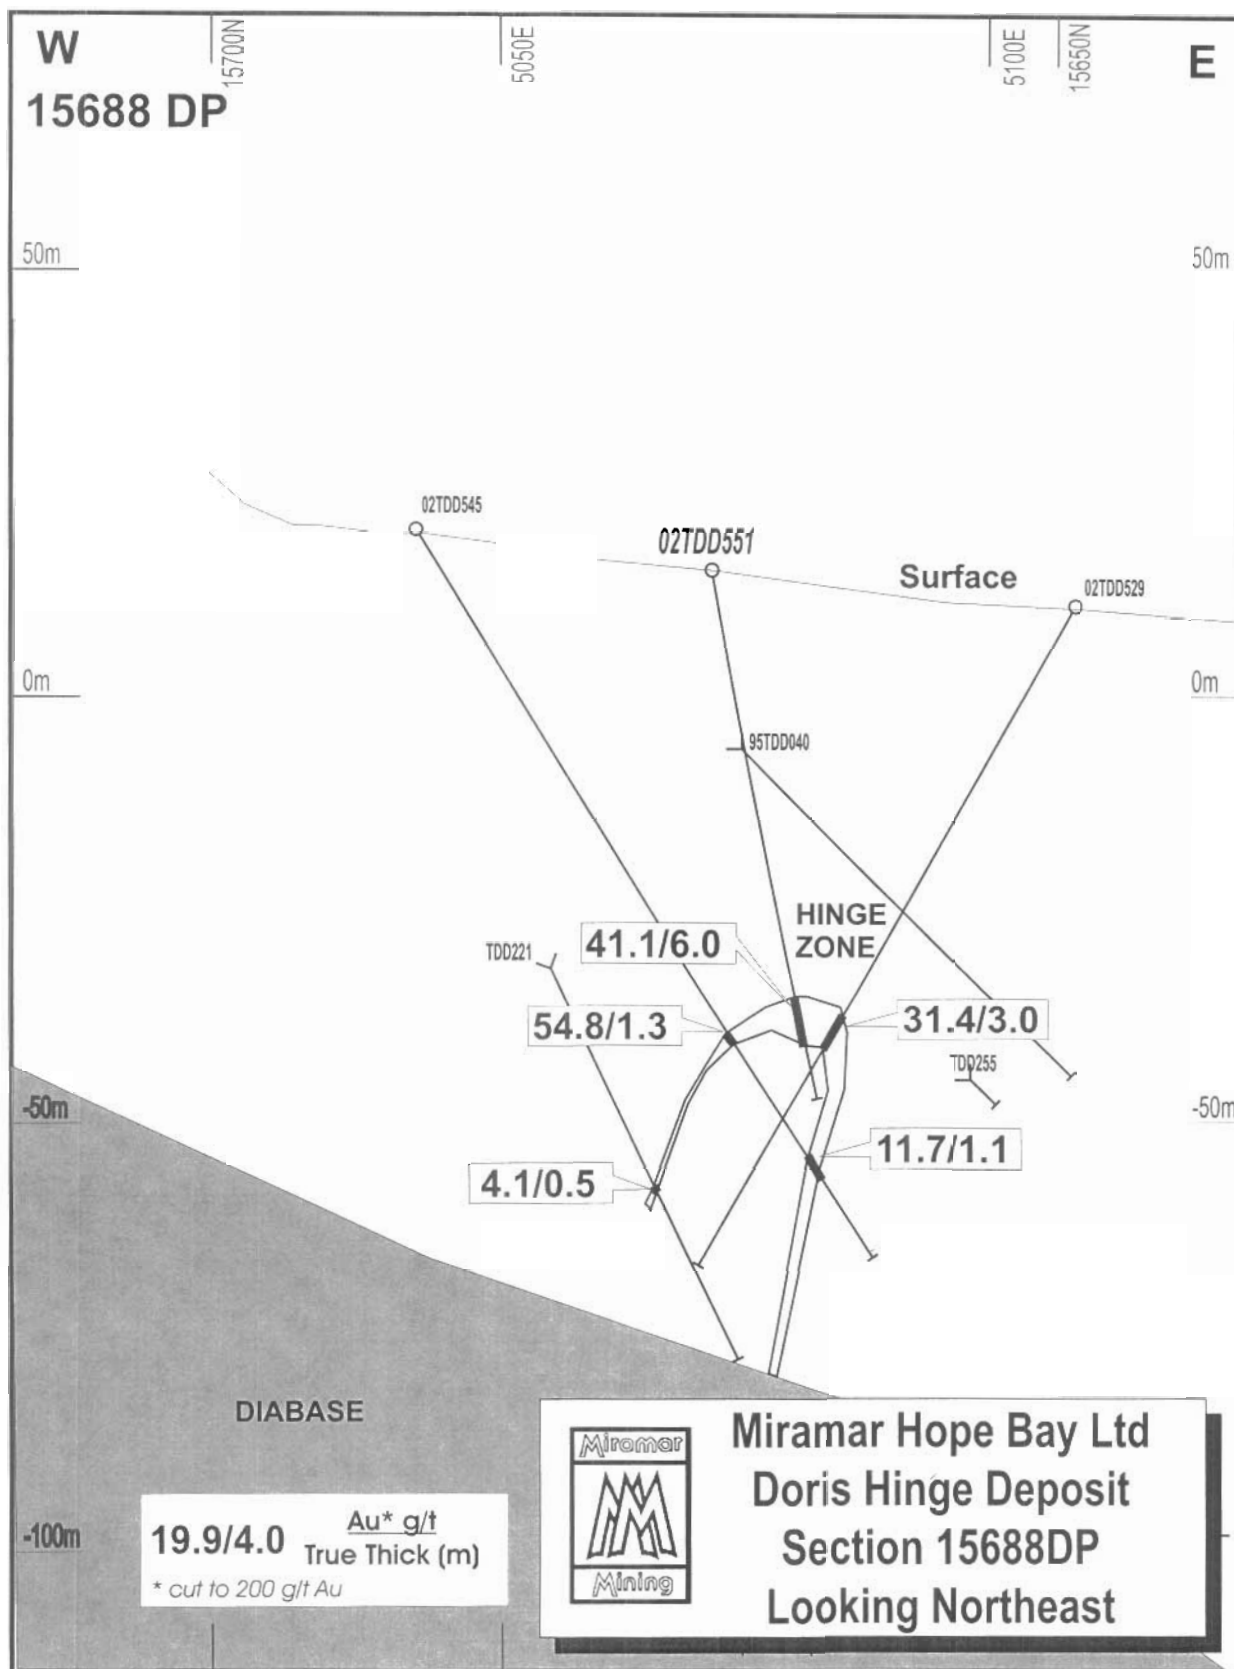 W
15700N
5050E
5100E
15650N
E
15688 DP
50m
50m
02TDD545
02TDD551
Surface
02TDD529
0m
0m
95TDD040
HINGE
ZONE
41.1/6.0
TDD221
54.8/1.3
31.4/3.0
TDD255
-50m
-50m
11.7/1.1
4.1/0.5
DIABASE
-100m
19.9/4.0
Au* g/t
True Thick (m)
* cut to 200 g/t Au
Miramar
Mining
Miramar Hope Bay Ltd
Doris Hinge Deposit
Section 15688DP
Looking Northeast